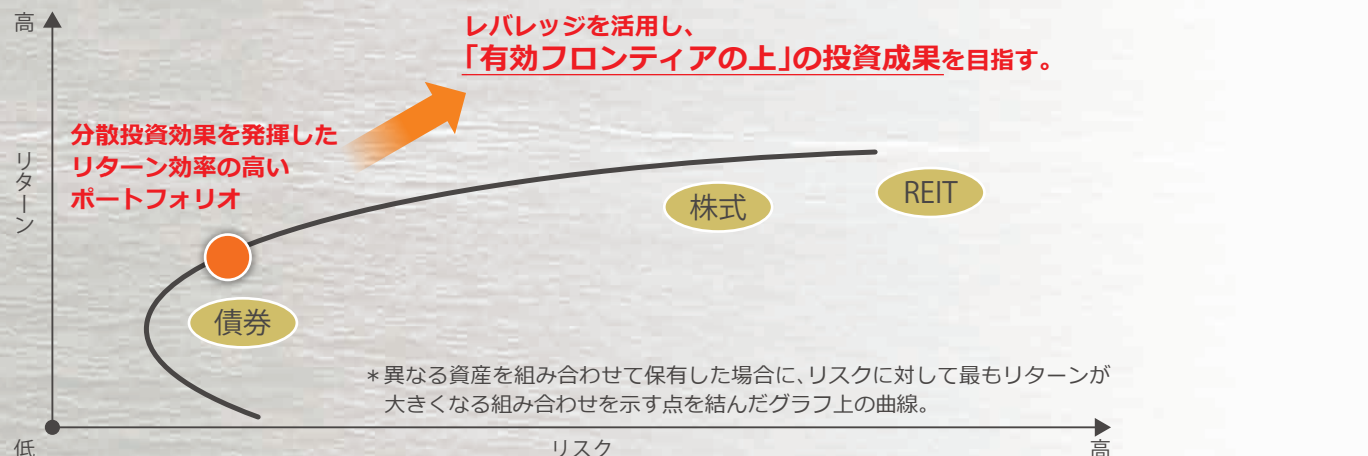 高
レバレッジを活用し、
「有効フロンティアの上」の投資成果を目指す。
分散投資効果を発揮した
リターン効率の高い
ポートフォリオ
リターン
REIT
株式
債券
＊異なる資産を組み合わせて保有した場合に、リスクに対して最もリターンが
大きくなる組み合わせを示す点を結んだグラフ上の曲線。
低
リスク
高